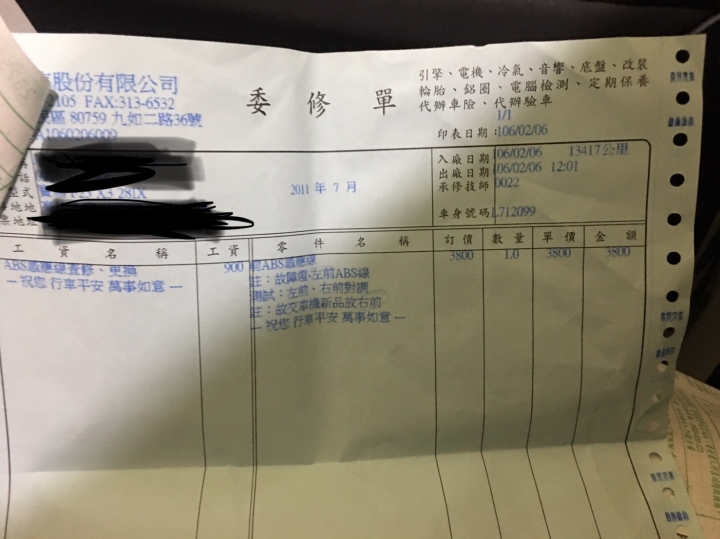 股份有限公司
2105 FAX:313-6532
區 80759 九如二路36號
A1060206009
委修單
引擎、電機、冷氣、音響、底盤、改裝
輪胎、鋁圈、電腦檢測、定期保養
代辦車險、代辦驗車
1/1
印表日期:106/02/06
2011 年 7 月
入廠日期 106/02/06 13417公里
出廠日期 106/02/06 12:01
承修技師 0022
車身號碼 L712099
工資名稱 工資 零件名稱 訂價 數量 單價 金額
ABS感應線查修、更換 900 前ABS感應線 3800 1.0 3800 3800
--- 祝您 行車平安 萬事如意 ---
註：故障燈-左前ABS線
測試：左前、右前對調
註：故交車機新品放右前
--- 祝您 行車平安 萬事如意 ---